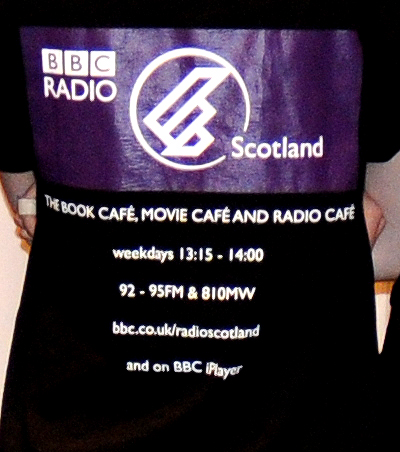 BBC
RADIO
Scotland
THE BOOK CAFÉ, MOVIE CAFÉ AND RADIO CAFÉ
weekdays 13:15 - 14:00
92 - 95FM & 810MW
bbc.co.uk/radioscotland
and on BBC iPlayer